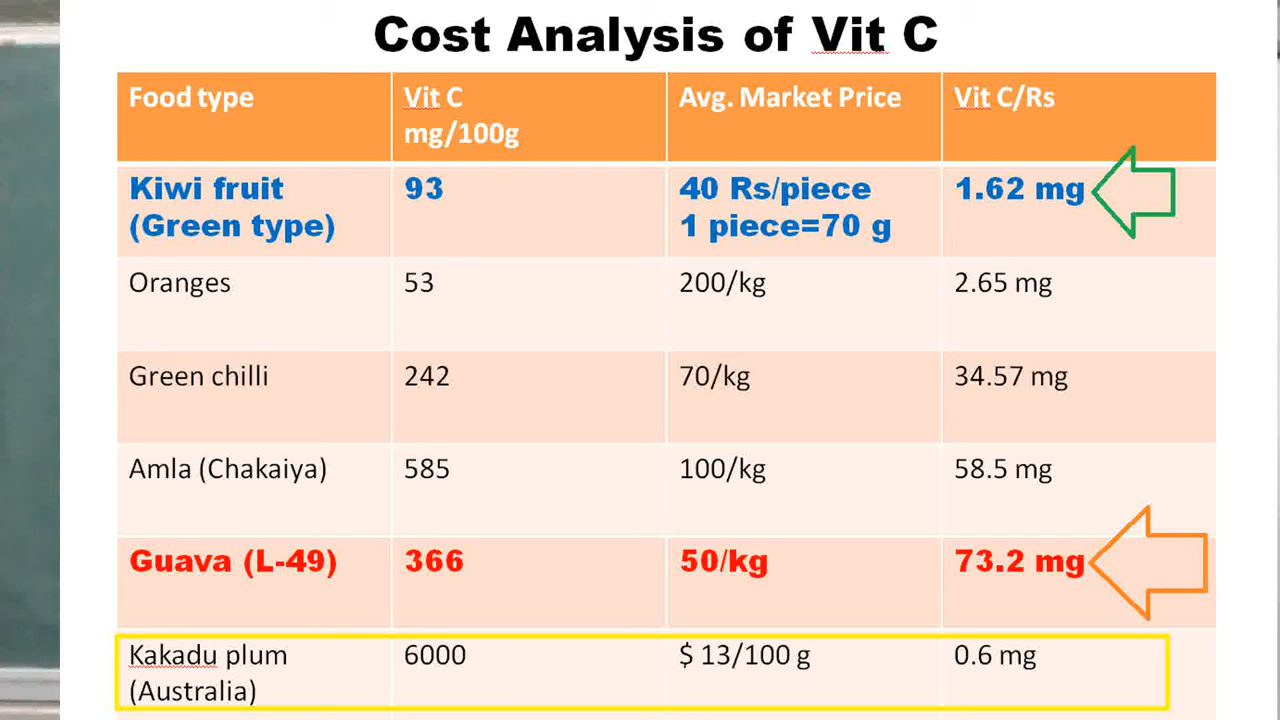 Cost Analysis of Vit C
Food type Vit C Avg. Market Price Vit C/Rs
mg/100g
Kiwi fruit 93 40 Rs/piece 1.62 mg
(Green type) 1 piece=70 g
Oranges 53 200/kg 2.65 mg
Green chilli 242 70/kg 34.57 mg
Amla (Chakaiya) 585 100/kg 58.5 mg
Guava (L-49) 366 50/kg 73.2 mg
Kakadu plum 6000 $ 13/100 g 0.6 mg
(Australia)